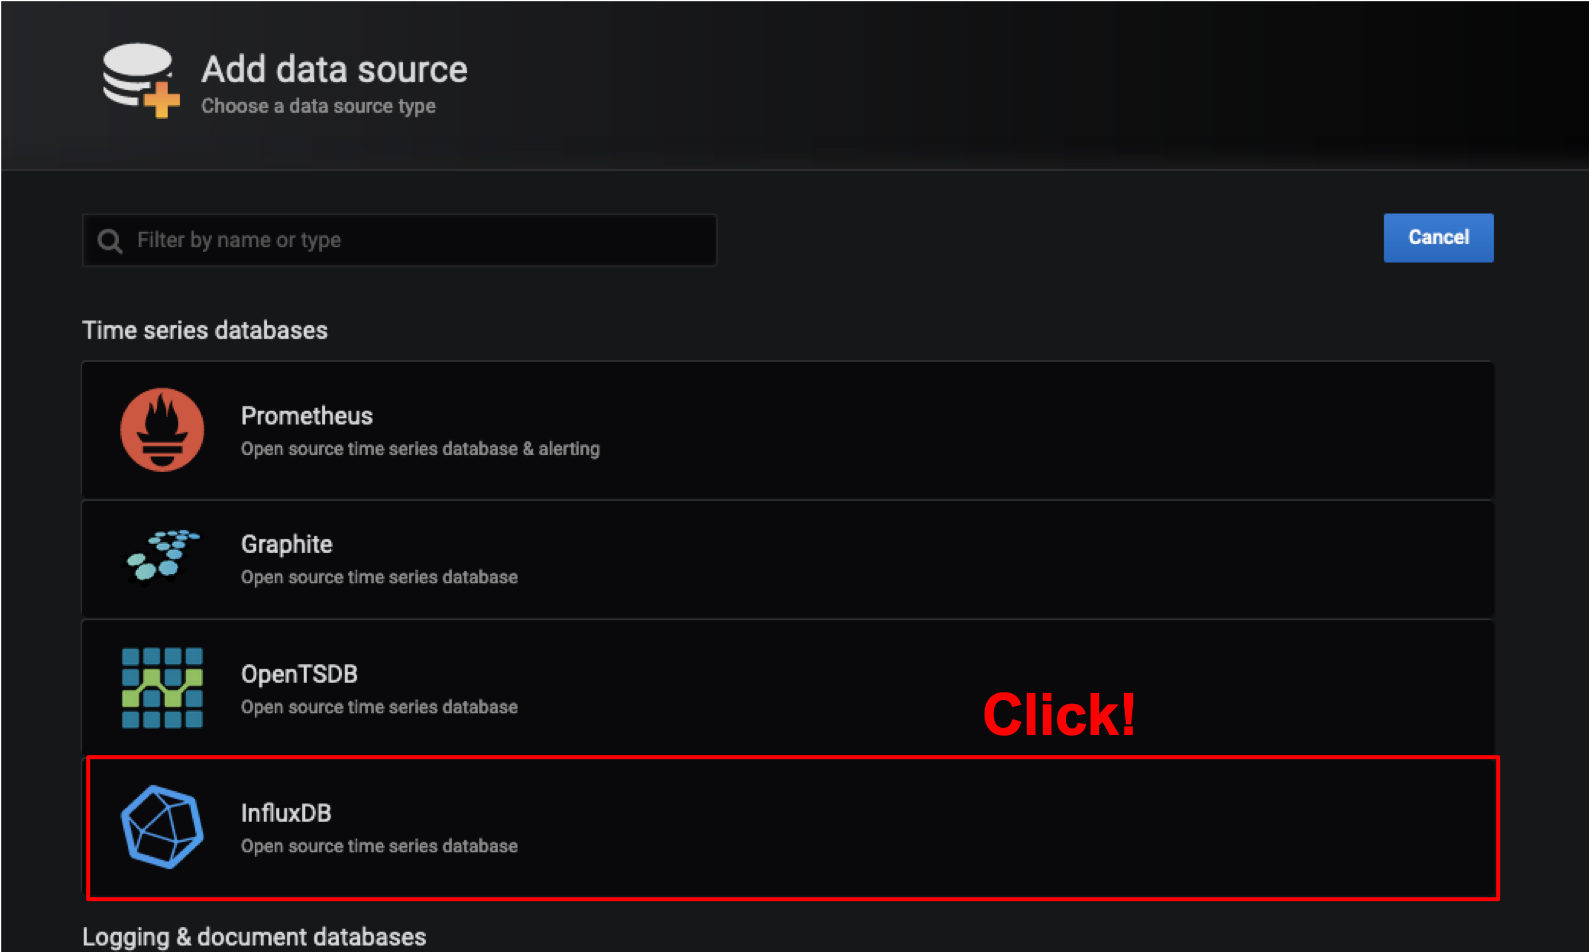 Add data source
Choose a data source type
Filter by name or type
Cancel
Time series databases
Prometheus
Open source time series database & alerting
Graphite
Open source time series database
OpenTSDB
Open source time series database
Click!
InfluxDB
Open source time series database
Logging & document databases